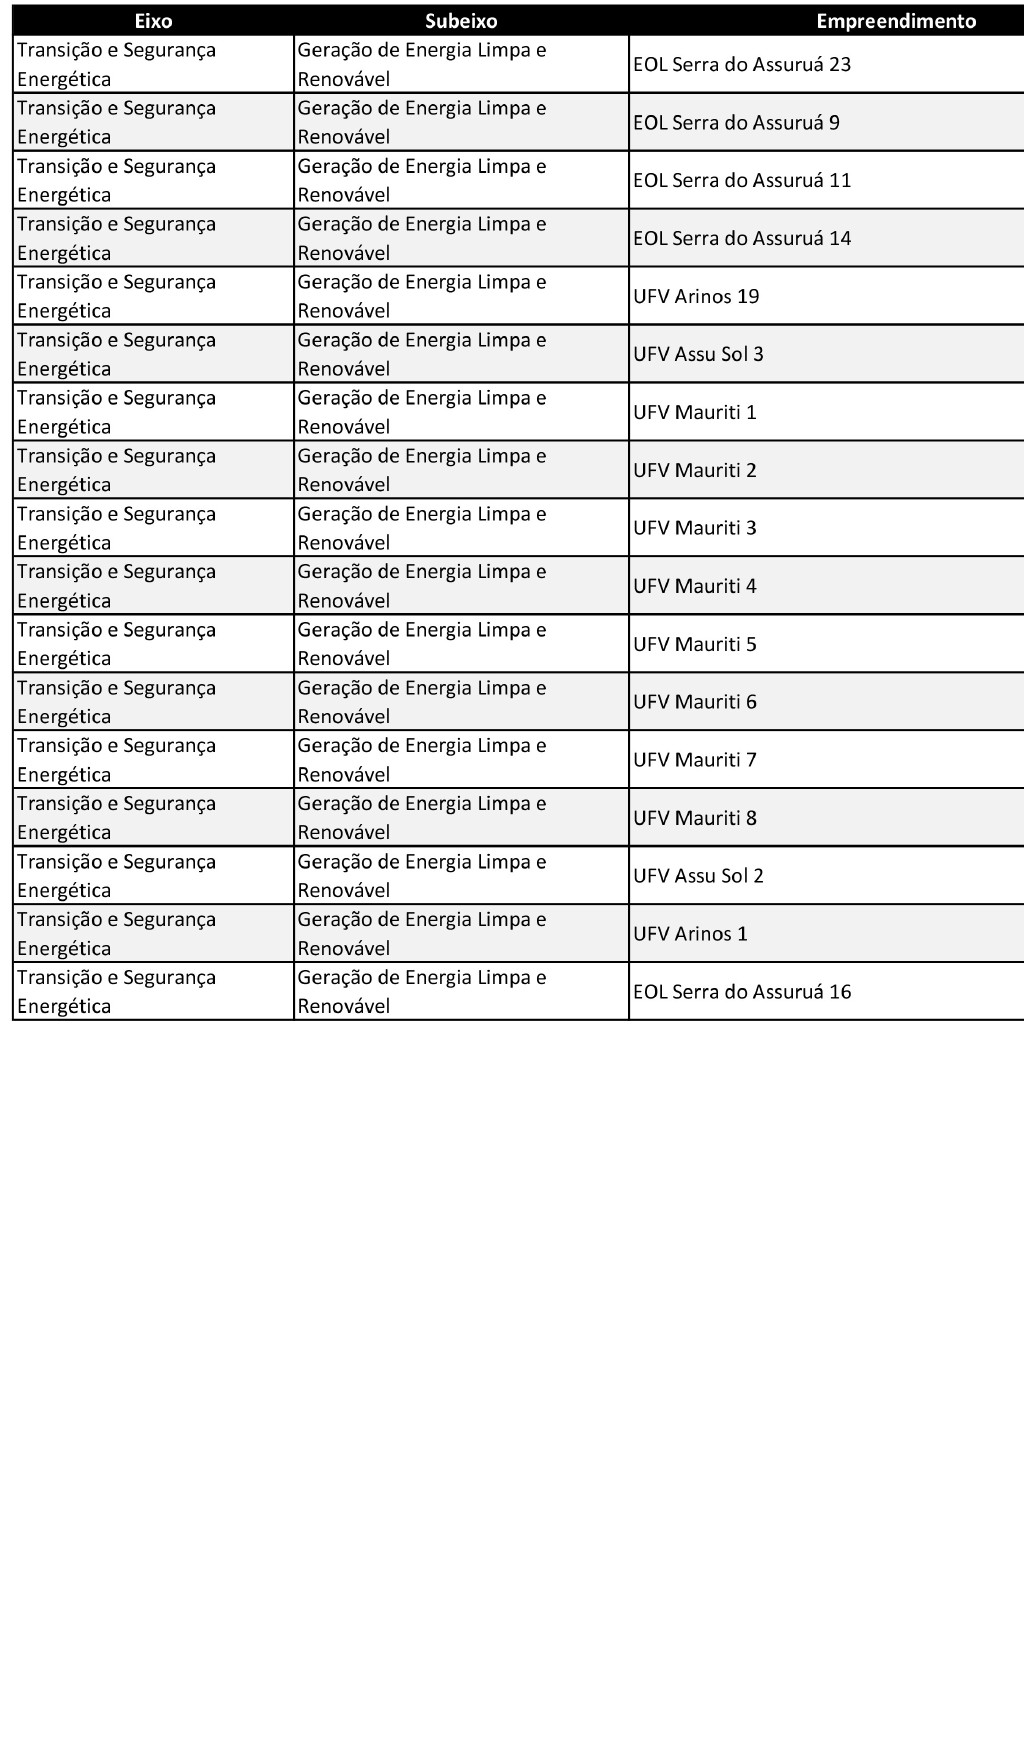 Eixo Subeixo Empreendimento
Transição e Segurança Energética Geração de Energia Limpa e Renovável EOL Serra do Assuruá 23
Transição e Segurança Energética Geração de Energia Limpa e Renovável EOL Serra do Assuruá 9
Transição e Segurança Energética Geração de Energia Limpa e Renovável EOL Serra do Assuruá 11
Transição e Segurança Energética Geração de Energia Limpa e Renovável EOL Serra do Assuruá 14
Transição e Segurança Energética Geração de Energia Limpa e Renovável UFV Arinos 19
Transição e Segurança Energética Geração de Energia Limpa e Renovável UFV Assu Sol 3
Transição e Segurança Energética Geração de Energia Limpa e Renovável UFV Mauriti 1
Transição e Segurança Energética Geração de Energia Limpa e Renovável UFV Mauriti 2
Transição e Segurança Energética Geração de Energia Limpa e Renovável UFV Mauriti 3
Transição e Segurança Energética Geração de Energia Limpa e Renovável UFV Mauriti 4
Transição e Segurança Energética Geração de Energia Limpa e Renovável UFV Mauriti 5
Transição e Segurança Energética Geração de Energia Limpa e Renovável UFV Mauriti 6
Transição e Segurança Energética Geração de Energia Limpa e Renovável UFV Mauriti 7
Transição e Segurança Energética Geração de Energia Limpa e Renovável UFV Mauriti 8
Transição e Segurança Energética Geração de Energia Limpa e Renovável UFV Assu Sol 2
Transição e Segurança Energética Geração de Energia Limpa e Renovável UFV Arinos 1
Transição e Segurança Energética Geração de Energia Limpa e Renovável EOL Serra do Assuruá 16